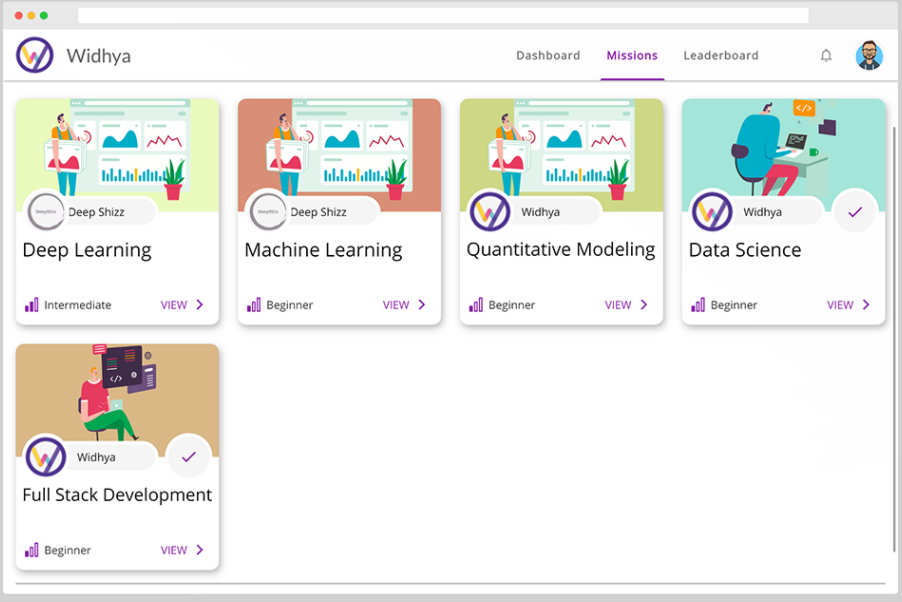 Widhya
Dashboard
Missions
Leaderboard
Deep Shizz
Deep Learning
Intermediate
VIEW
Deep Shizz
Machine Learning
Beginner
VIEW
Widhya
Quantitative Modeling
Beginner
VIEW
</>
Widhya
Data Science
Beginner
VIEW
</>
Widhya
Full Stack Development
Beginner
VIEW